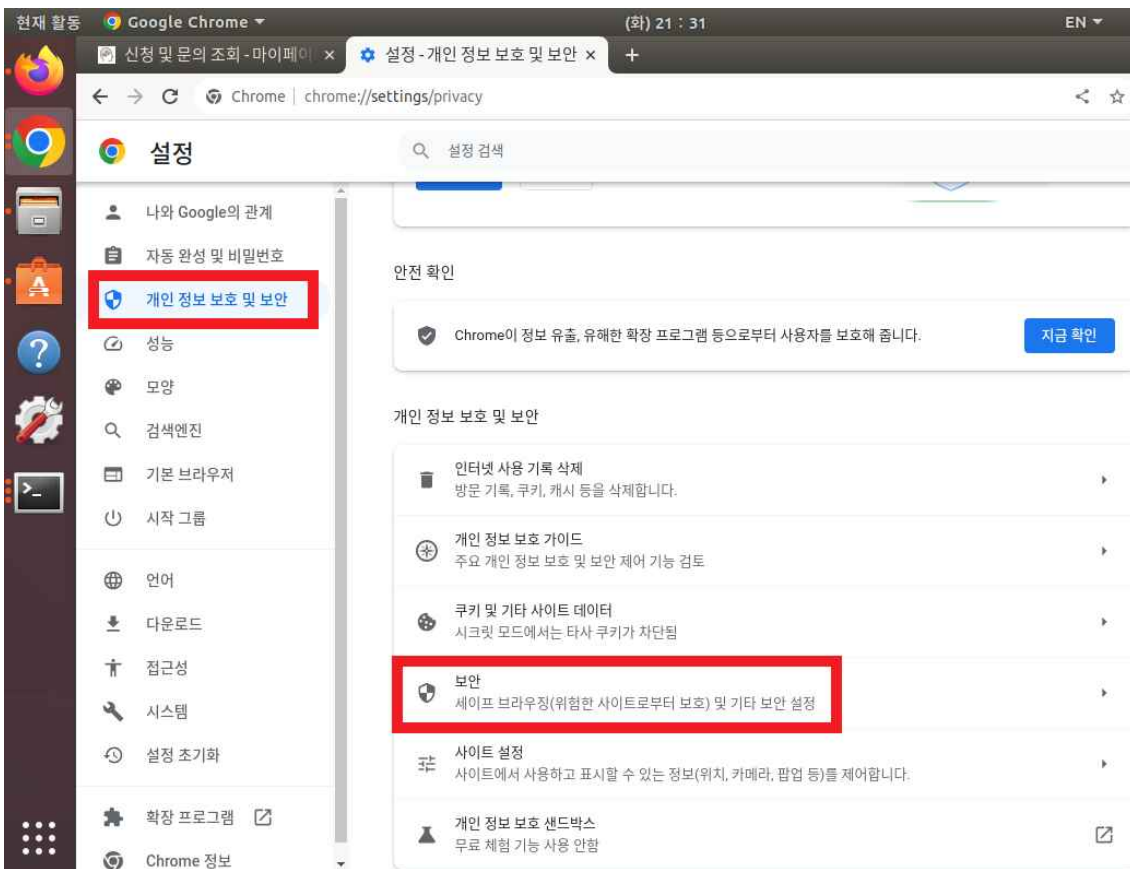 현재 활동
Google Chrome
(화) 21 : 31
EN
신청 및 문의 조회 - 마이페이
설정 - 개인 정보 보호 및 보안
Chrome
chrome://settings/privacy
설정
설정 검색
나와 Google의 관계
자동 완성 및 비밀번호
개인 정보 보호 및 보안
성능
모양
검색엔진
기본 브라우저
시작 그룹
언어
다운로드
접근성
시스템
설정 초기화
확장 프로그램
Chrome 정보
안전 확인
Chrome이 정보 유출, 유해한 확장 프로그램 등으로부터 사용자를 보호해 줍니다.
지금 확인
개인 정보 보호 및 보안
인터넷 사용 기록 삭제
방문 기록, 쿠키, 캐시 등을 삭제합니다.
개인 정보 보호 가이드
주요 개인 정보 보호 및 보안 제어 기능 검토
쿠키 및 기타 사이트 데이터
시크릿 모드에서는 타사 쿠키가 차단됨
보안
세이프 브라우징(위험한 사이트로부터 보호) 및 기타 보안 설정
사이트 설정
사이트에서 사용하고 표시할 수 있는 정보(위치, 카메라, 팝업 등)를 제어합니다.
개인 정보 보호 샌드박스
무료 체험 기능 사용 안함